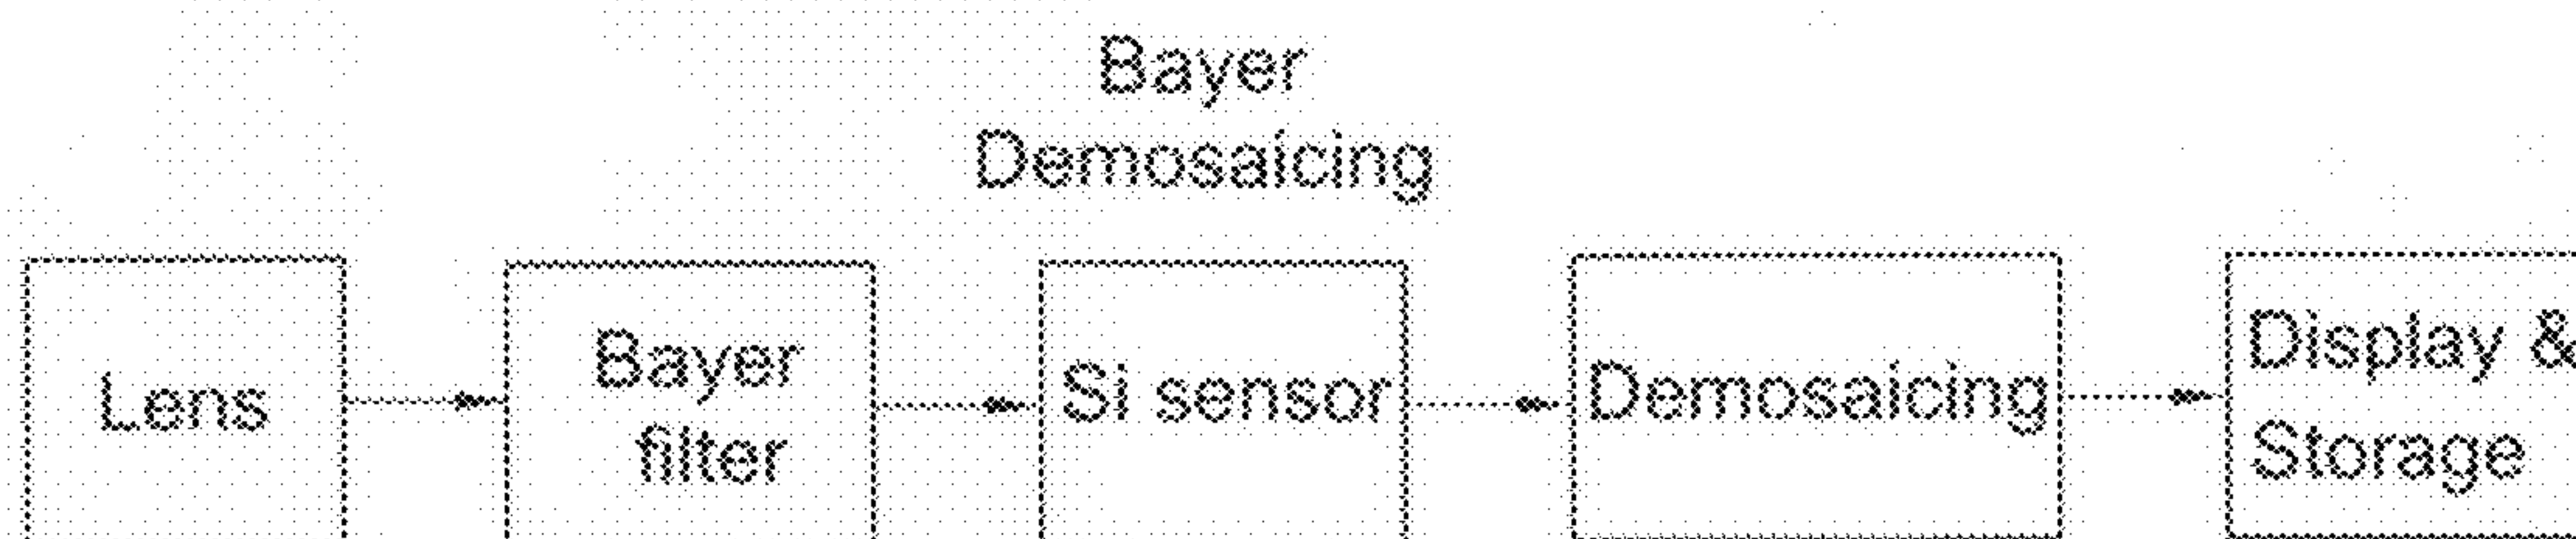 Bayer
Demosaicing
Lens
Bayer
filter
Si sensor
Demosaicing
Display &
Storage